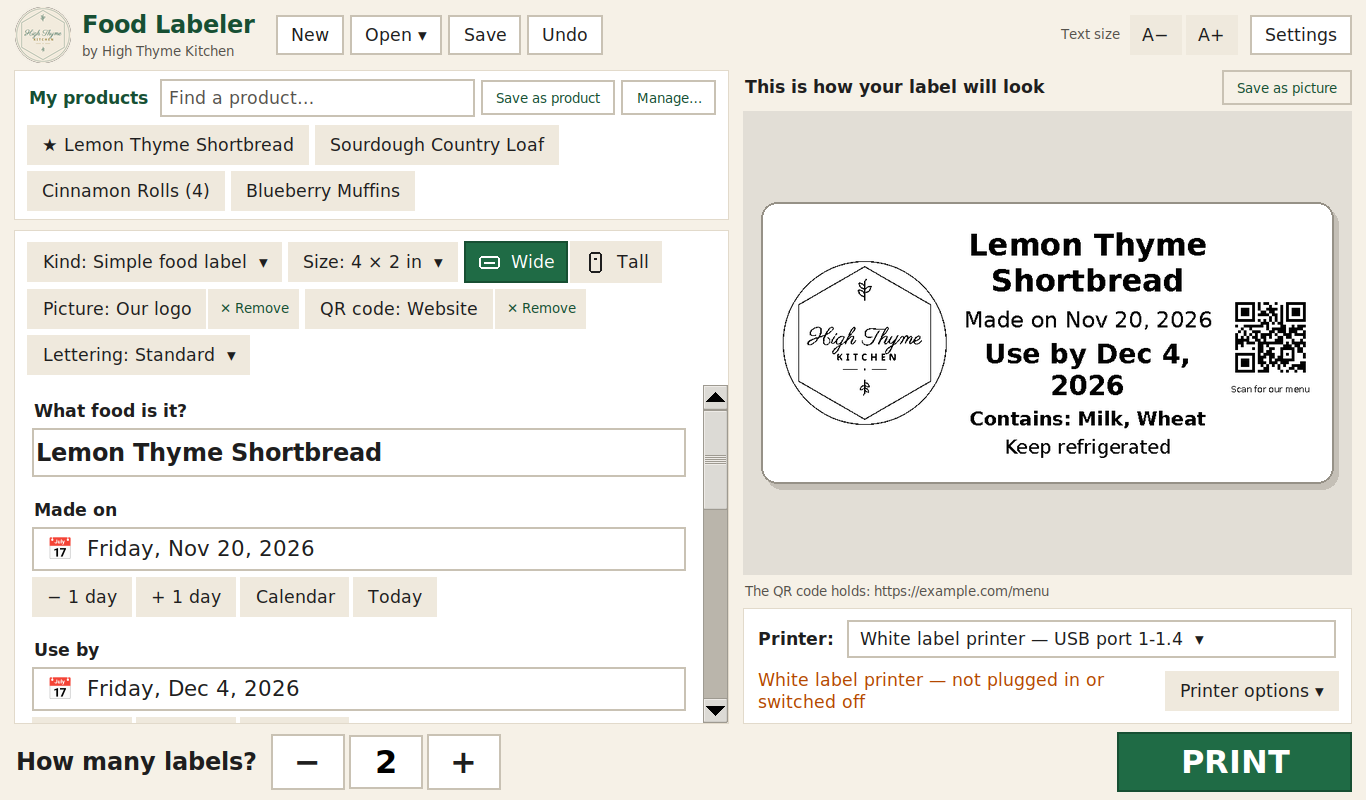 High Thyme
KITCHEN
Food Labeler
by High Thyme Kitchen
New
Open ▾
Save
Undo
Text size
A−
A+
Settings
My products
Find a product...
Save as product
Manage...
★ Lemon Thyme Shortbread
Sourdough Country Loaf
Cinnamon Rolls (4)
Blueberry Muffins
Kind: Simple food label ▾
Size: 4 × 2 in ▾
Wide
Tall
Picture: Our logo
× Remove
QR code: Website
× Remove
Lettering: Standard ▾
What food is it?
Lemon Thyme Shortbread
Made on
Friday, Nov 20, 2026
− 1 day
+ 1 day
Calendar
Today
Use by
Friday, Dec 4, 2026
This is how your label will look
Save as picture
High Thyme
KITCHEN
Lemon Thyme
Shortbread
Made on Nov 20, 2026
Use by Dec 4,
2026
Contains: Milk, Wheat
Keep refrigerated
Scan for our menu
The QR code holds: https://example.com/menu
Printer:
White label printer — USB port 1-1.4 ▾
White label printer — not plugged in or
switched off
Printer options ▾
How many labels?
−
2
+
PRINT